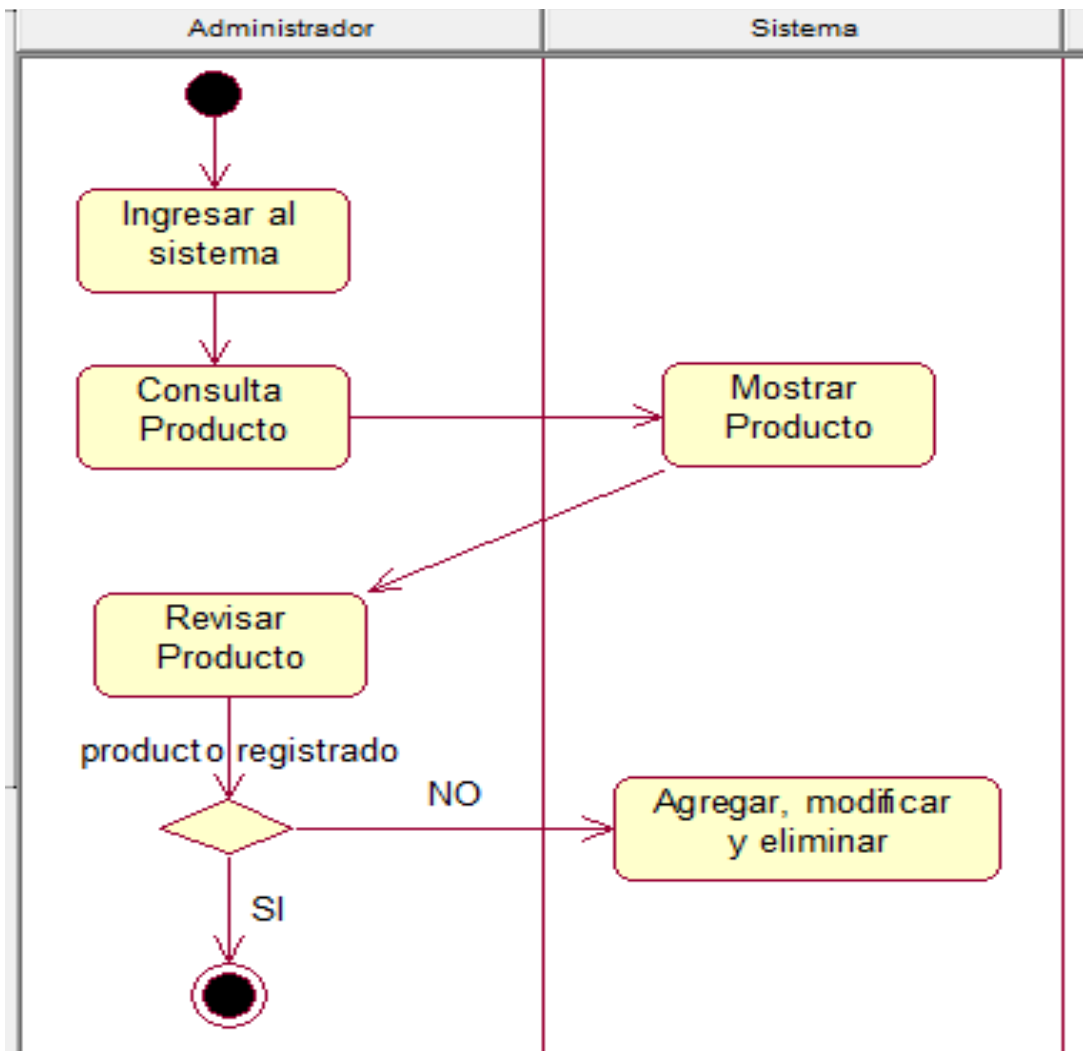 Administrador
Sistema
Ingresar al
sistema
Consulta
Producto
Mostrar
Producto
Revisar
Producto
producto registrado
NO
Agregar, modificar
y eliminar
SI